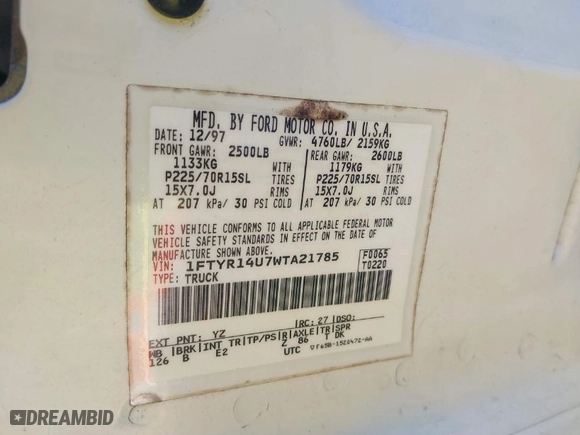 MFD. BY FORD MOTOR CO. IN U.S.A.
DATE: 12/97 GVWR: 4760LB/ 2159KG
FRONT GAWR: 2500LB REAR GAWR: 2600LB
1133KG WITH 1179KG WITH
P225/70R15SL TIRES P225/70R15SL TIRES
15X7.0J RIMS 15X7.0J RIMS
AT 207 kPa/ 30 PSI COLD AT 207 kPa/ 30 PSI COLD
THIS VEHICLE CONFORMS TO ALL APPLICABLE FEDERAL MOTOR
VEHICLE SAFETY STANDARDS IN EFFECT ON THE DATE OF
MANUFACTURE SHOWN ABOVE.
VIN: 1FTYR14U7WTA21785 F0065
TYPE: TRUCK T0220
EXT PNT: YZ RC: 27 DSO:
WB BRK INT TR TP/PS R AXLE TR SPR
126 B E2 Z 86 T DK
UTC
DREAMBID